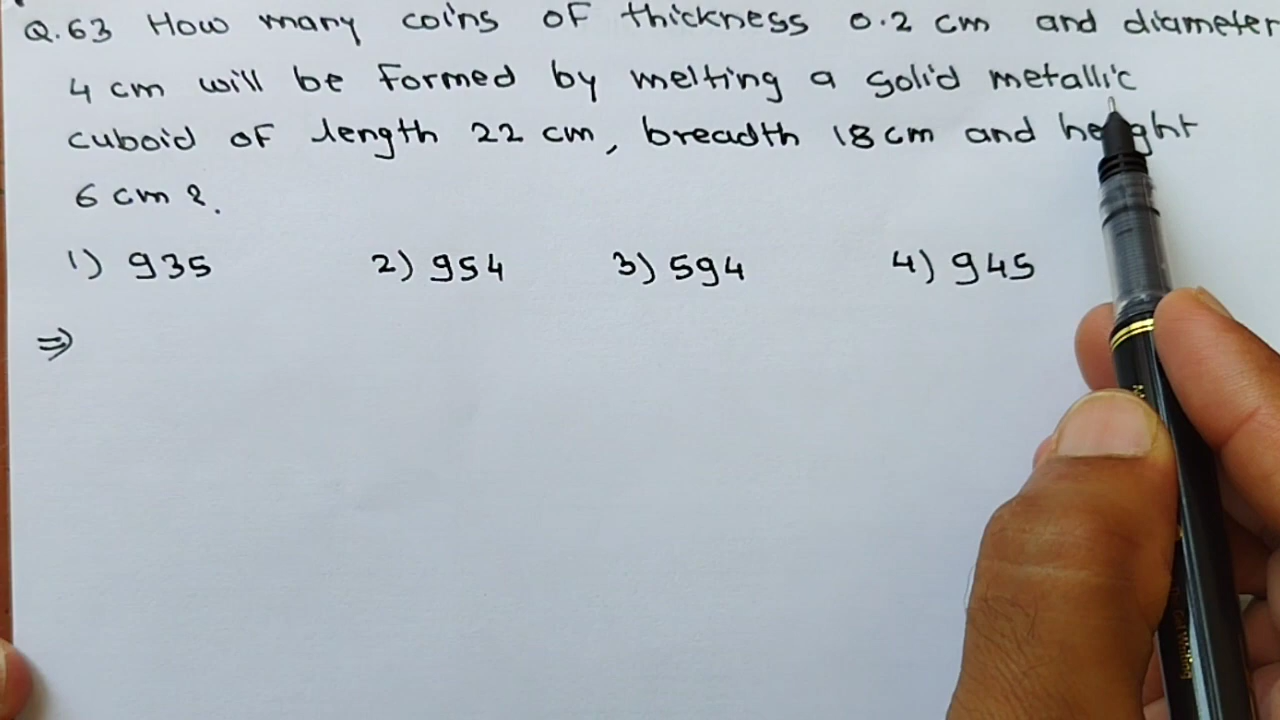 Q.63 How many coins of thickness 0.2 cm and diameter
4 cm will be formed by melting a solid metallic
cuboid of length 22 cm, breadth 18 cm and height
6 cm ?.
1) 935 2) 954 3) 594 4) 945
⇒